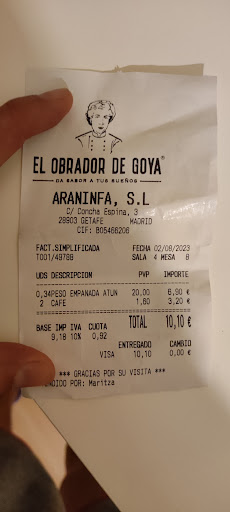 EL OBRADOR DE GOYA®
DA SABOR A TUS SUEÑOS
ARANINFA, S.L
C/ Concha Espina, 3
28903 GETAFE MADRID
CIF: B05466206
FACT.SIMPLIFICADA FECHA 02/08/2023
T001/49788 SALA 4 MESA 8
UDS DESCRIPCION PVP IMPORTE
0,34PESO EMPANADA ATUN 20,00 6,90 €
2 CAFE 1,60 3,20 €
BASE IMP IVA CUOTA TOTAL 10,10 €
9,18 10% 0,92
ENTREGADO CAMBIO
VISA 10,10 0,00 €
*** GRACIAS POR SU VISITA ***
DIDO POR: Maritza